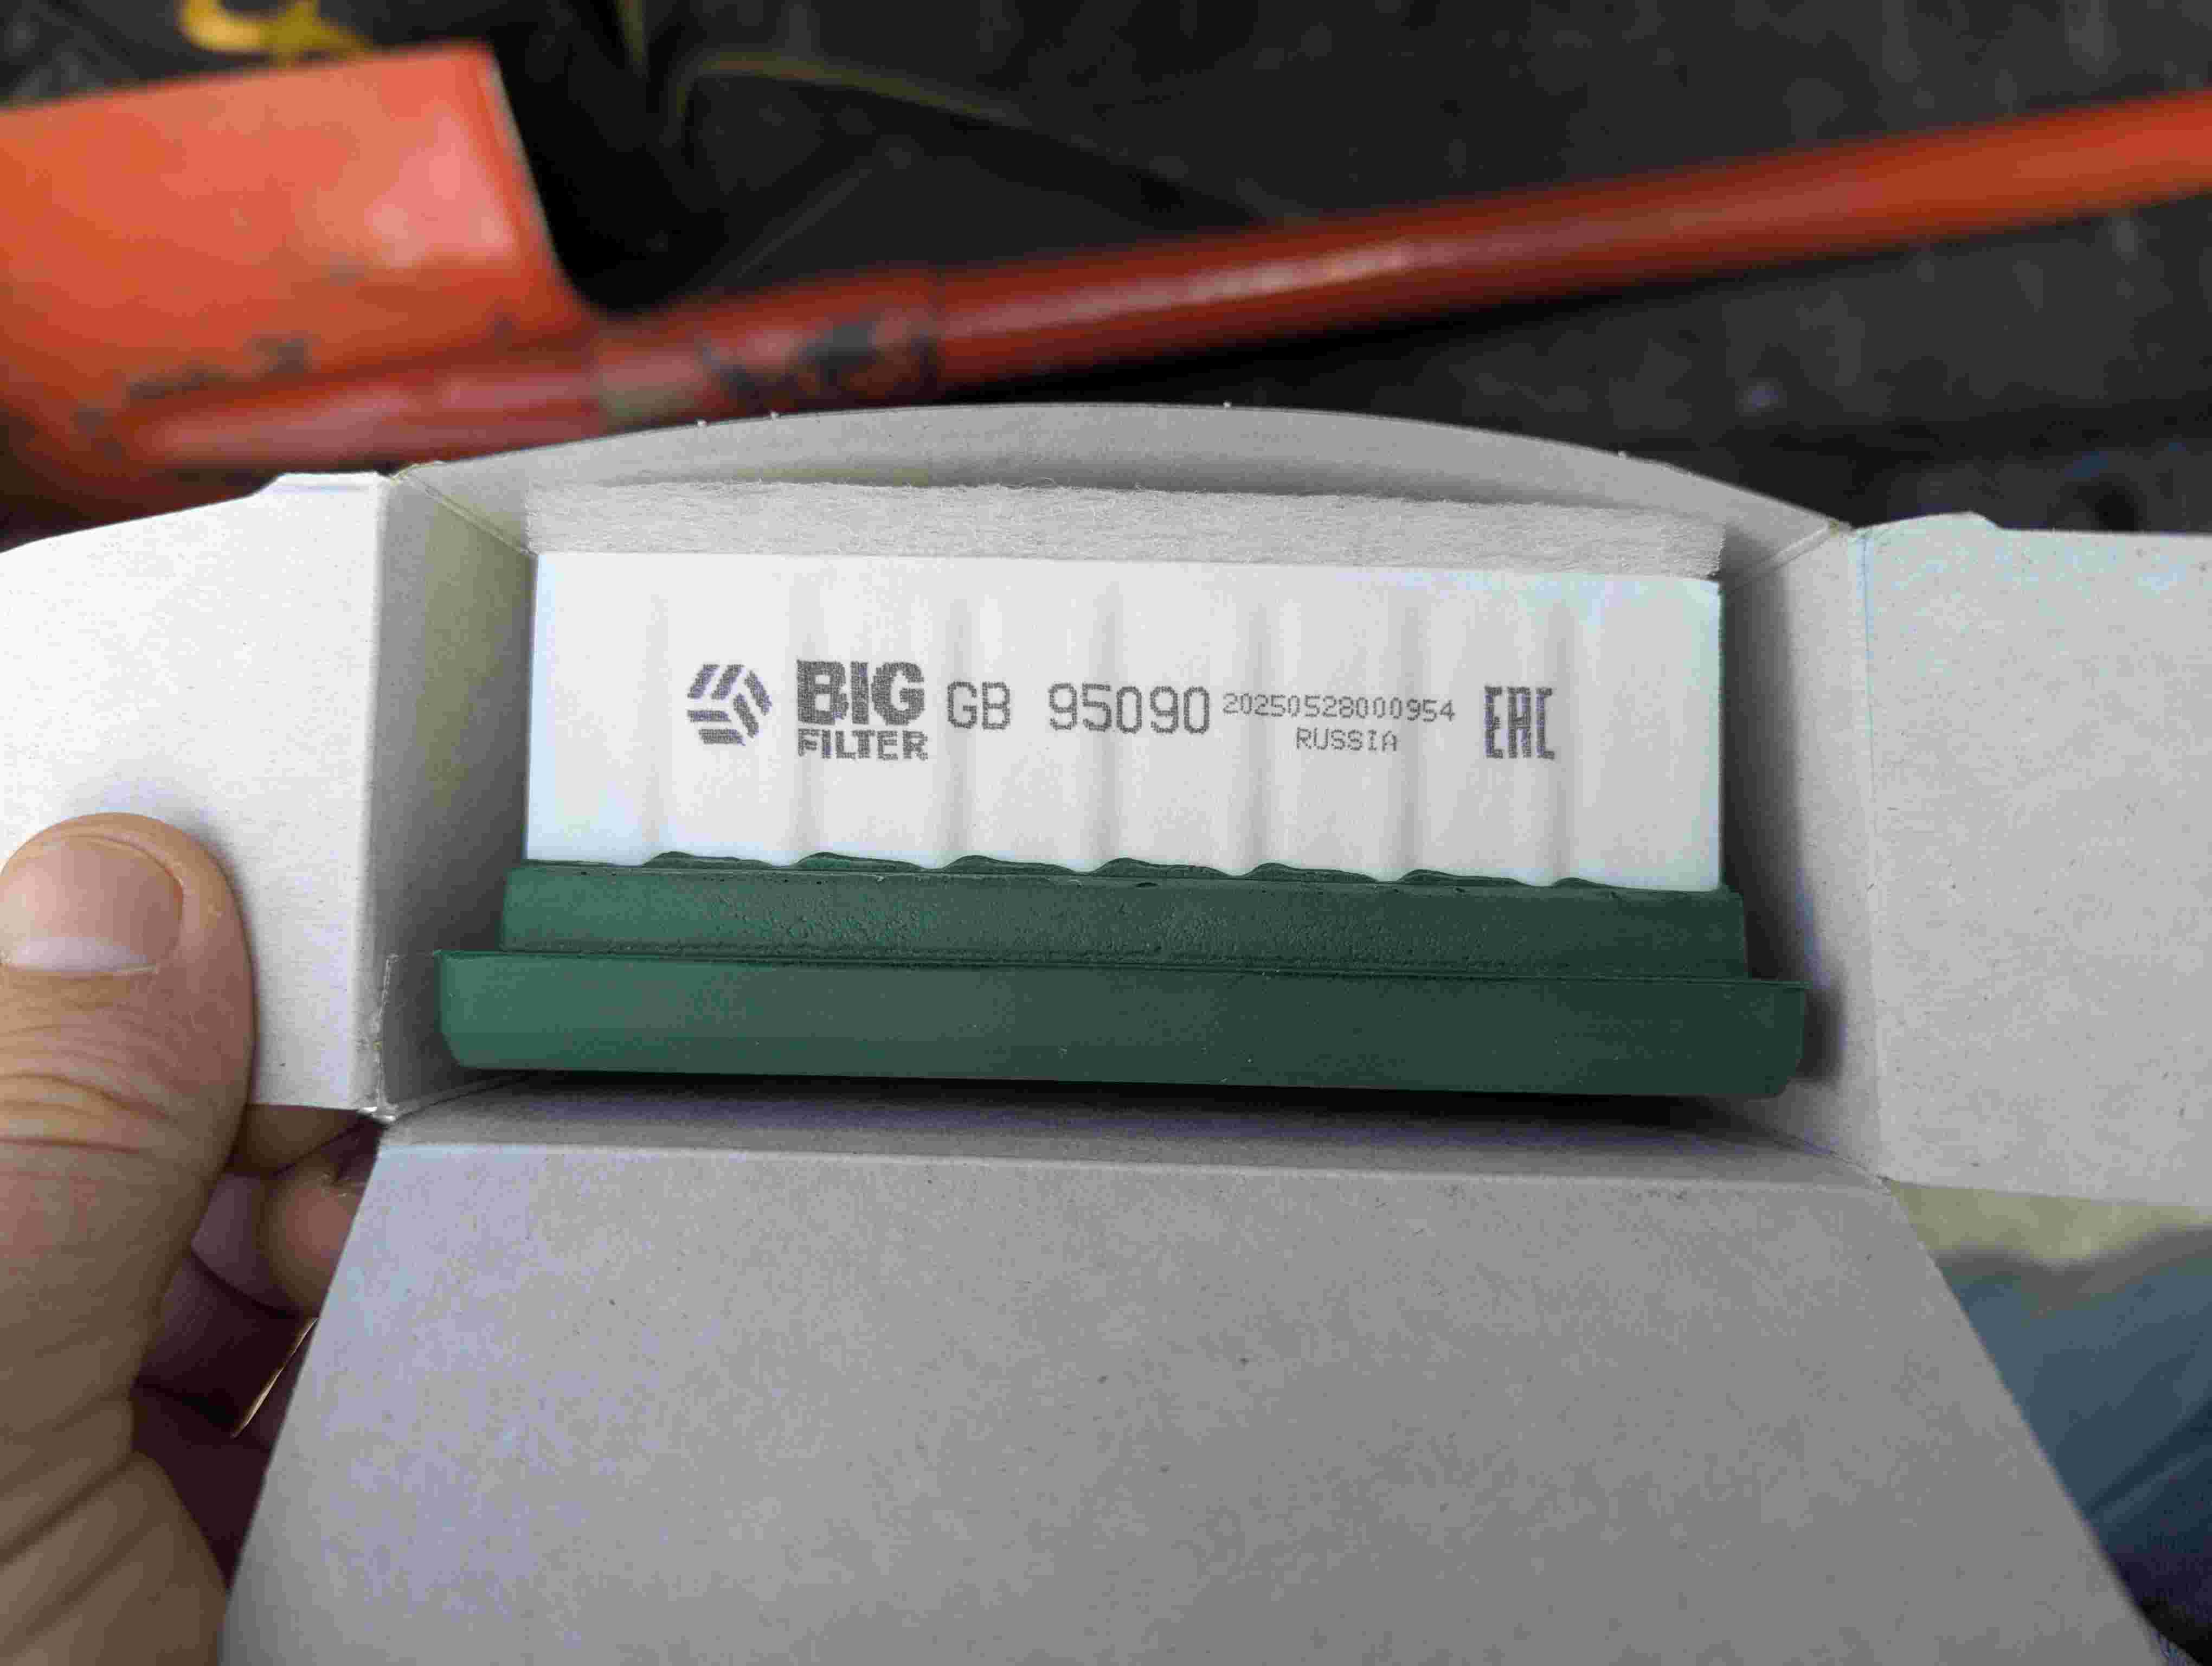 BIG
FILTER
GB 95090
20250528000954
RUSSIA
EAC